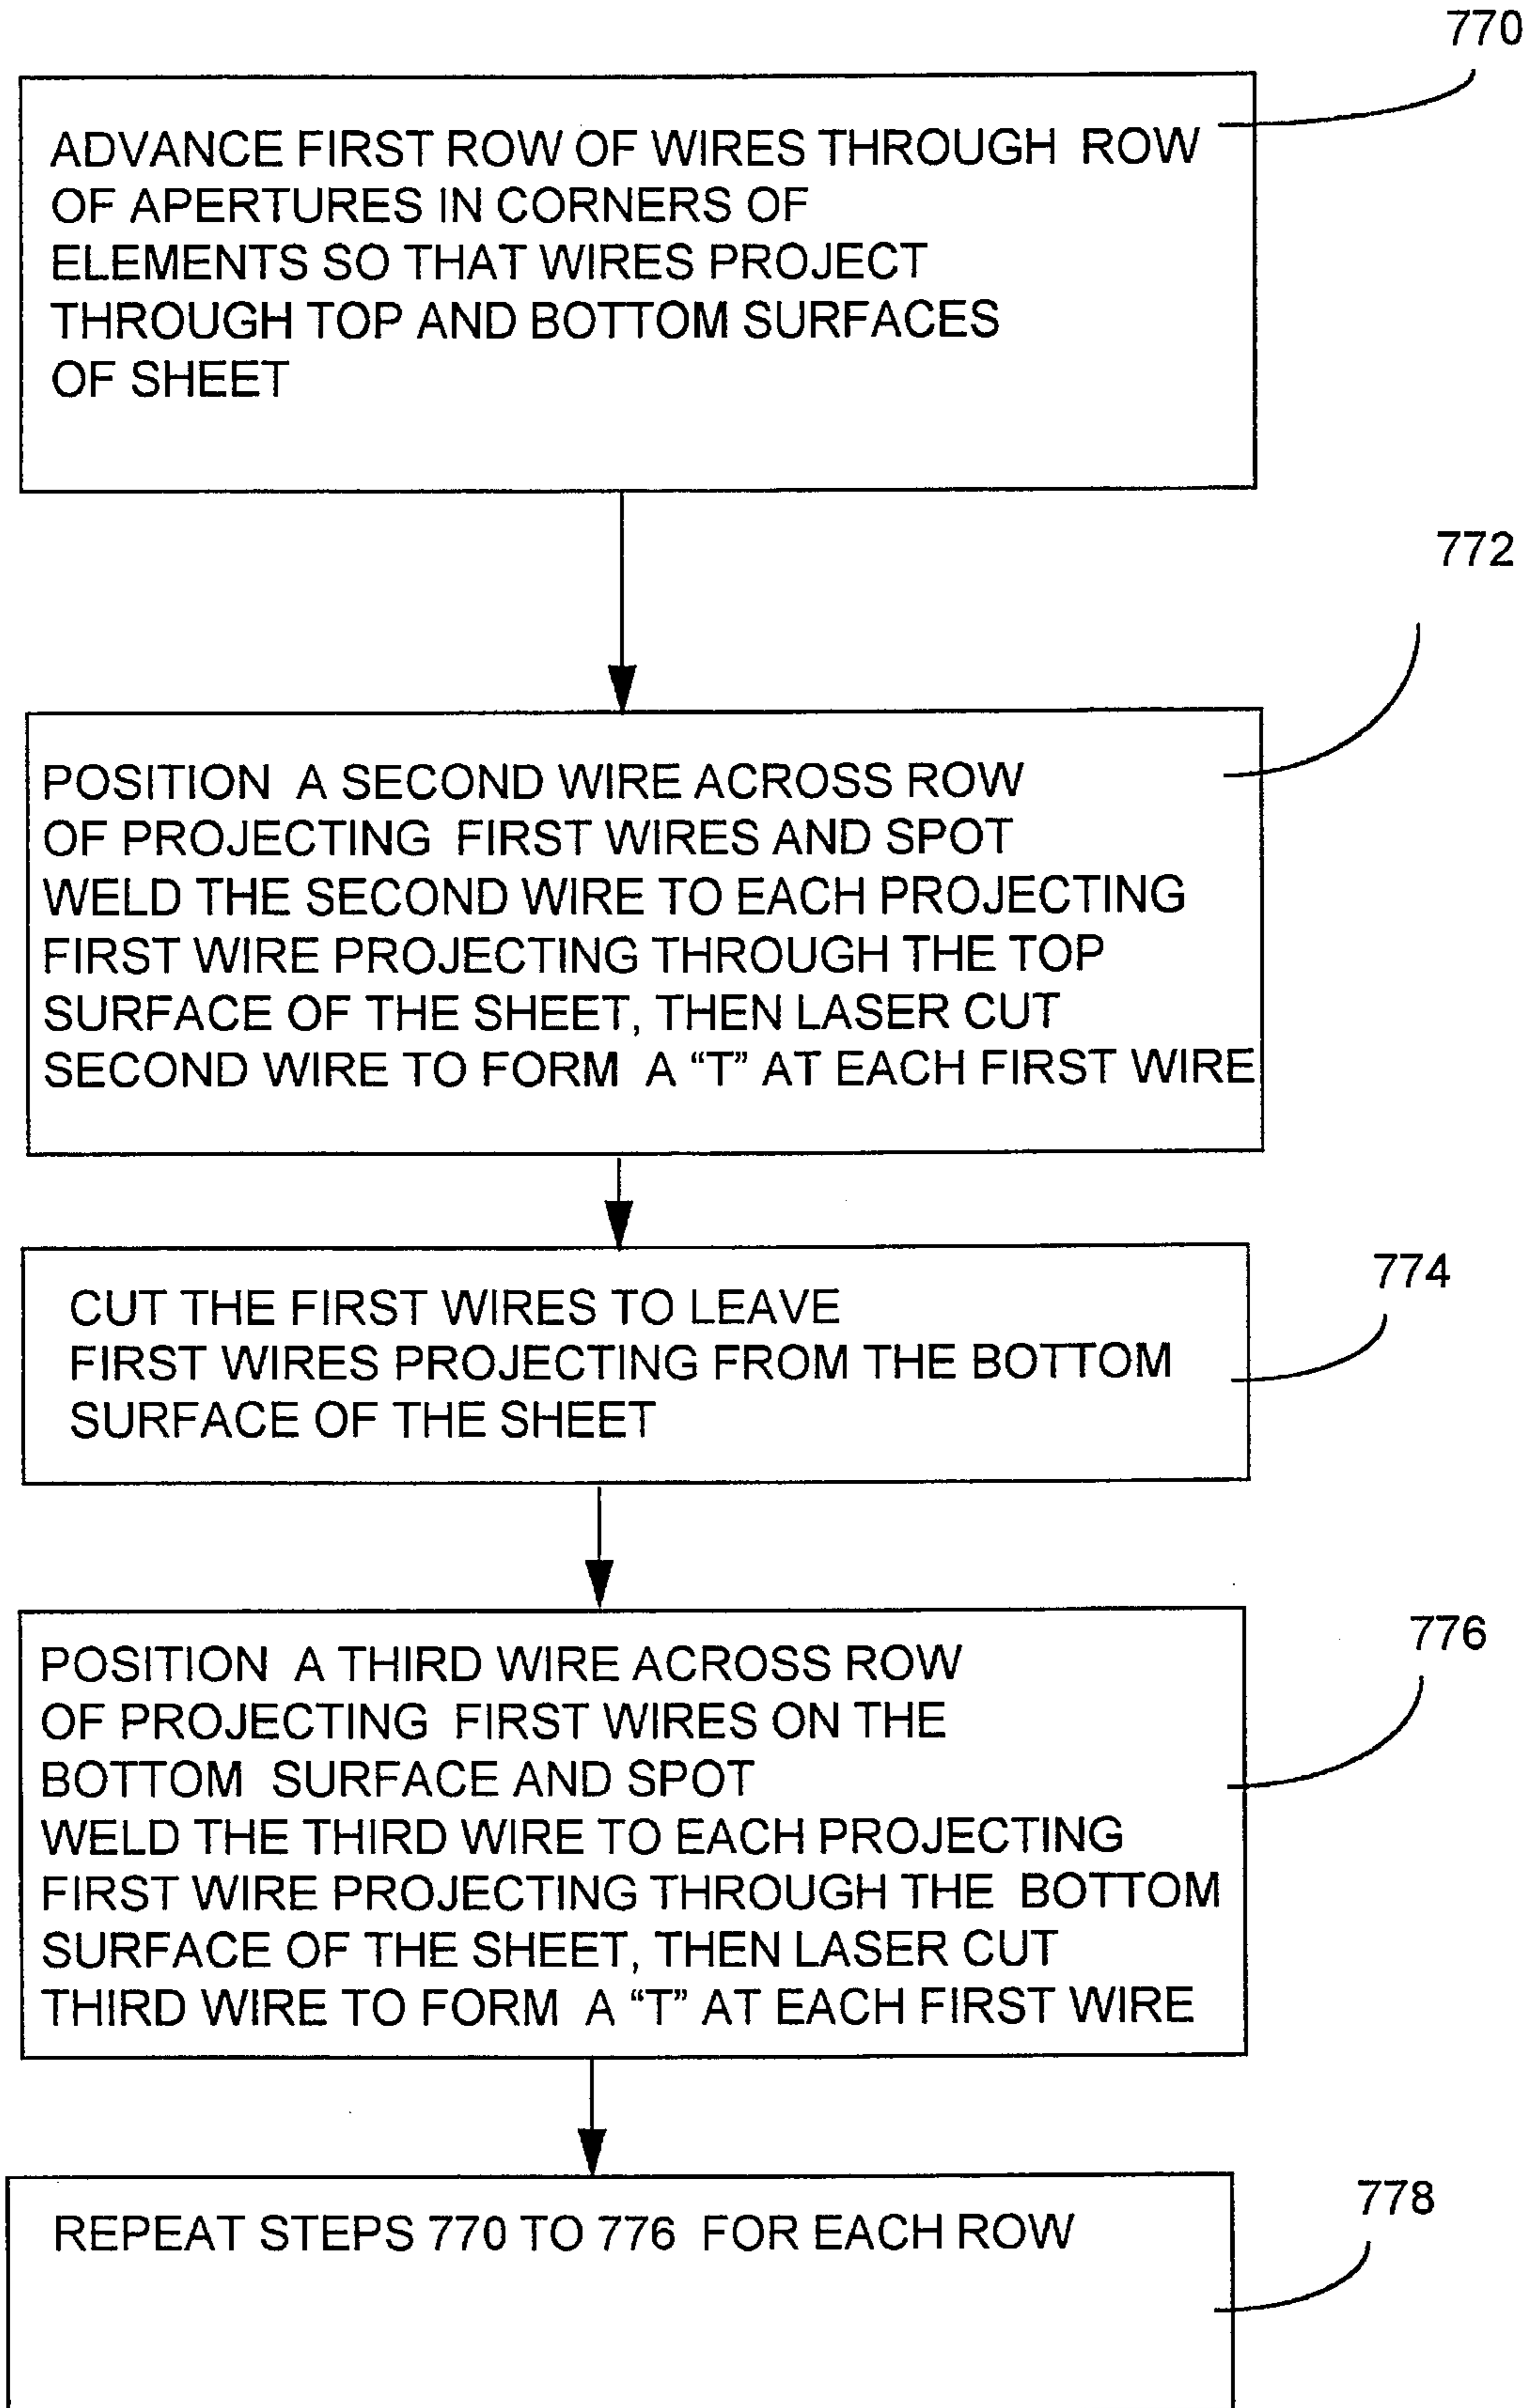 770
ADVANCE FIRST ROW OF WIRES THROUGH ROW
OF APERTURES IN CORNERS OF
ELEMENTS SO THAT WIRES PROJECT
THROUGH TOP AND BOTTOM SURFACES
OF SHEET
772
POSITION A SECOND WIRE ACROSS ROW
OF PROJECTING FIRST WIRES AND SPOT
WELD THE SECOND WIRE TO EACH PROJECTING
FIRST WIRE PROJECTING THROUGH THE TOP
SURFACE OF THE SHEET, THEN LASER CUT
SECOND WIRE TO FORM A “T” AT EACH FIRST WIRE
774
CUT THE FIRST WIRES TO LEAVE
FIRST WIRES PROJECTING FROM THE BOTTOM
SURFACE OF THE SHEET
776
POSITION A THIRD WIRE ACROSS ROW
OF PROJECTING FIRST WIRES ON THE
BOTTOM SURFACE AND SPOT
WELD THE THIRD WIRE TO EACH PROJECTING
FIRST WIRE PROJECTING THROUGH THE BOTTOM
SURFACE OF THE SHEET, THEN LASER CUT
THIRD WIRE TO FORM A “T” AT EACH FIRST WIRE
778
REPEAT STEPS 770 TO 776 FOR EACH ROW